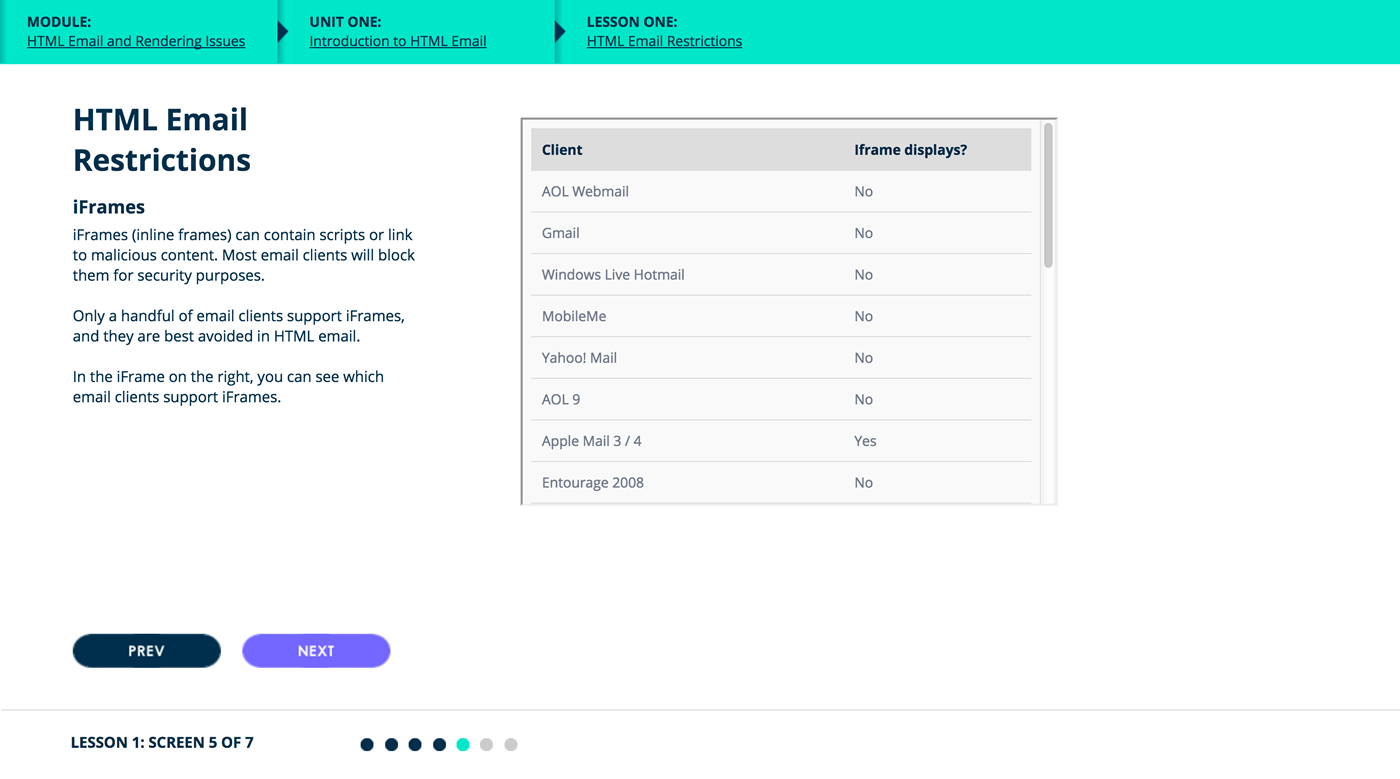 MODULE:
HTML Email and Rendering Issues
UNIT ONE:
Introduction to HTML Email
LESSON ONE:
HTML Email Restrictions
HTML Email
Restrictions
iFrames
iFrames (inline frames) can contain scripts or link
to malicious content. Most email clients will block
them for security purposes.
Only a handful of email clients support iFrames,
and they are best avoided in HTML email.
In the iFrame on the right, you can see which
email clients support iFrames.
Client Iframe displays?
AOL Webmail No
Gmail No
Windows Live Hotmail No
MobileMe No
Yahoo! Mail No
AOL 9 No
Apple Mail 3 / 4 Yes
Entourage 2008 No
PREV NEXT
LESSON 1: SCREEN 5 OF 7